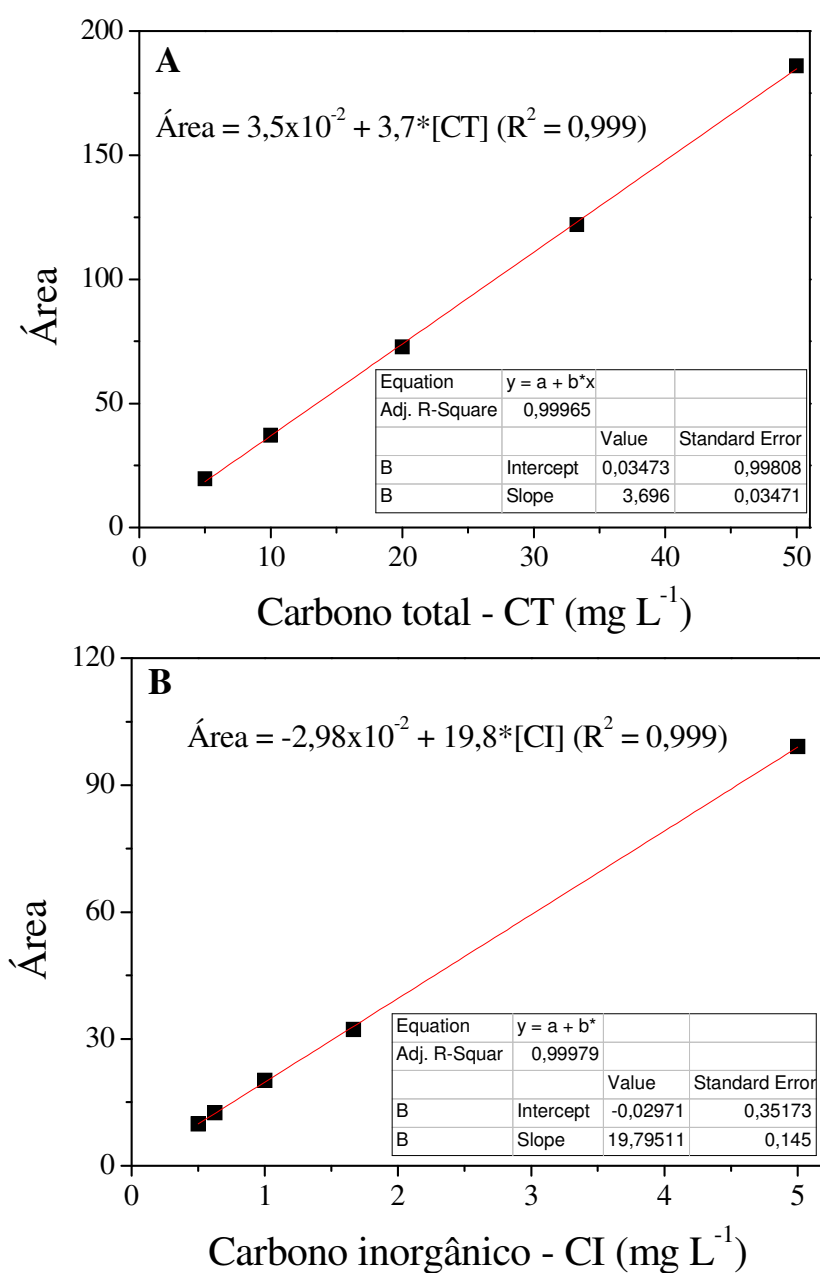 200
A
Área = 3,5x10⁻² + 3,7*[CT] (R² = 0,999)
150
100
Área
Equation y = a + b*x
Adj. R-Square 0,99965
50
Value Standard Error
B Intercept 0,03473 0,99808
B Slope 3,696 0,03471
0
0 10 20 30 40 50
Carbono total - CT (mg L⁻¹)
120
B
Área = -2,98x10⁻² + 19,8*[CI] (R² = 0,999)
90
60
Área
Equation y = a + b*
30
Adj. R-Squar 0,99979
Value Standard Error
B Intercept -0,02971 0,35173
B Slope 19,79511 0,145
0
0 1 2 3 4 5
Carbono inorgânico - CI (mg L⁻¹)